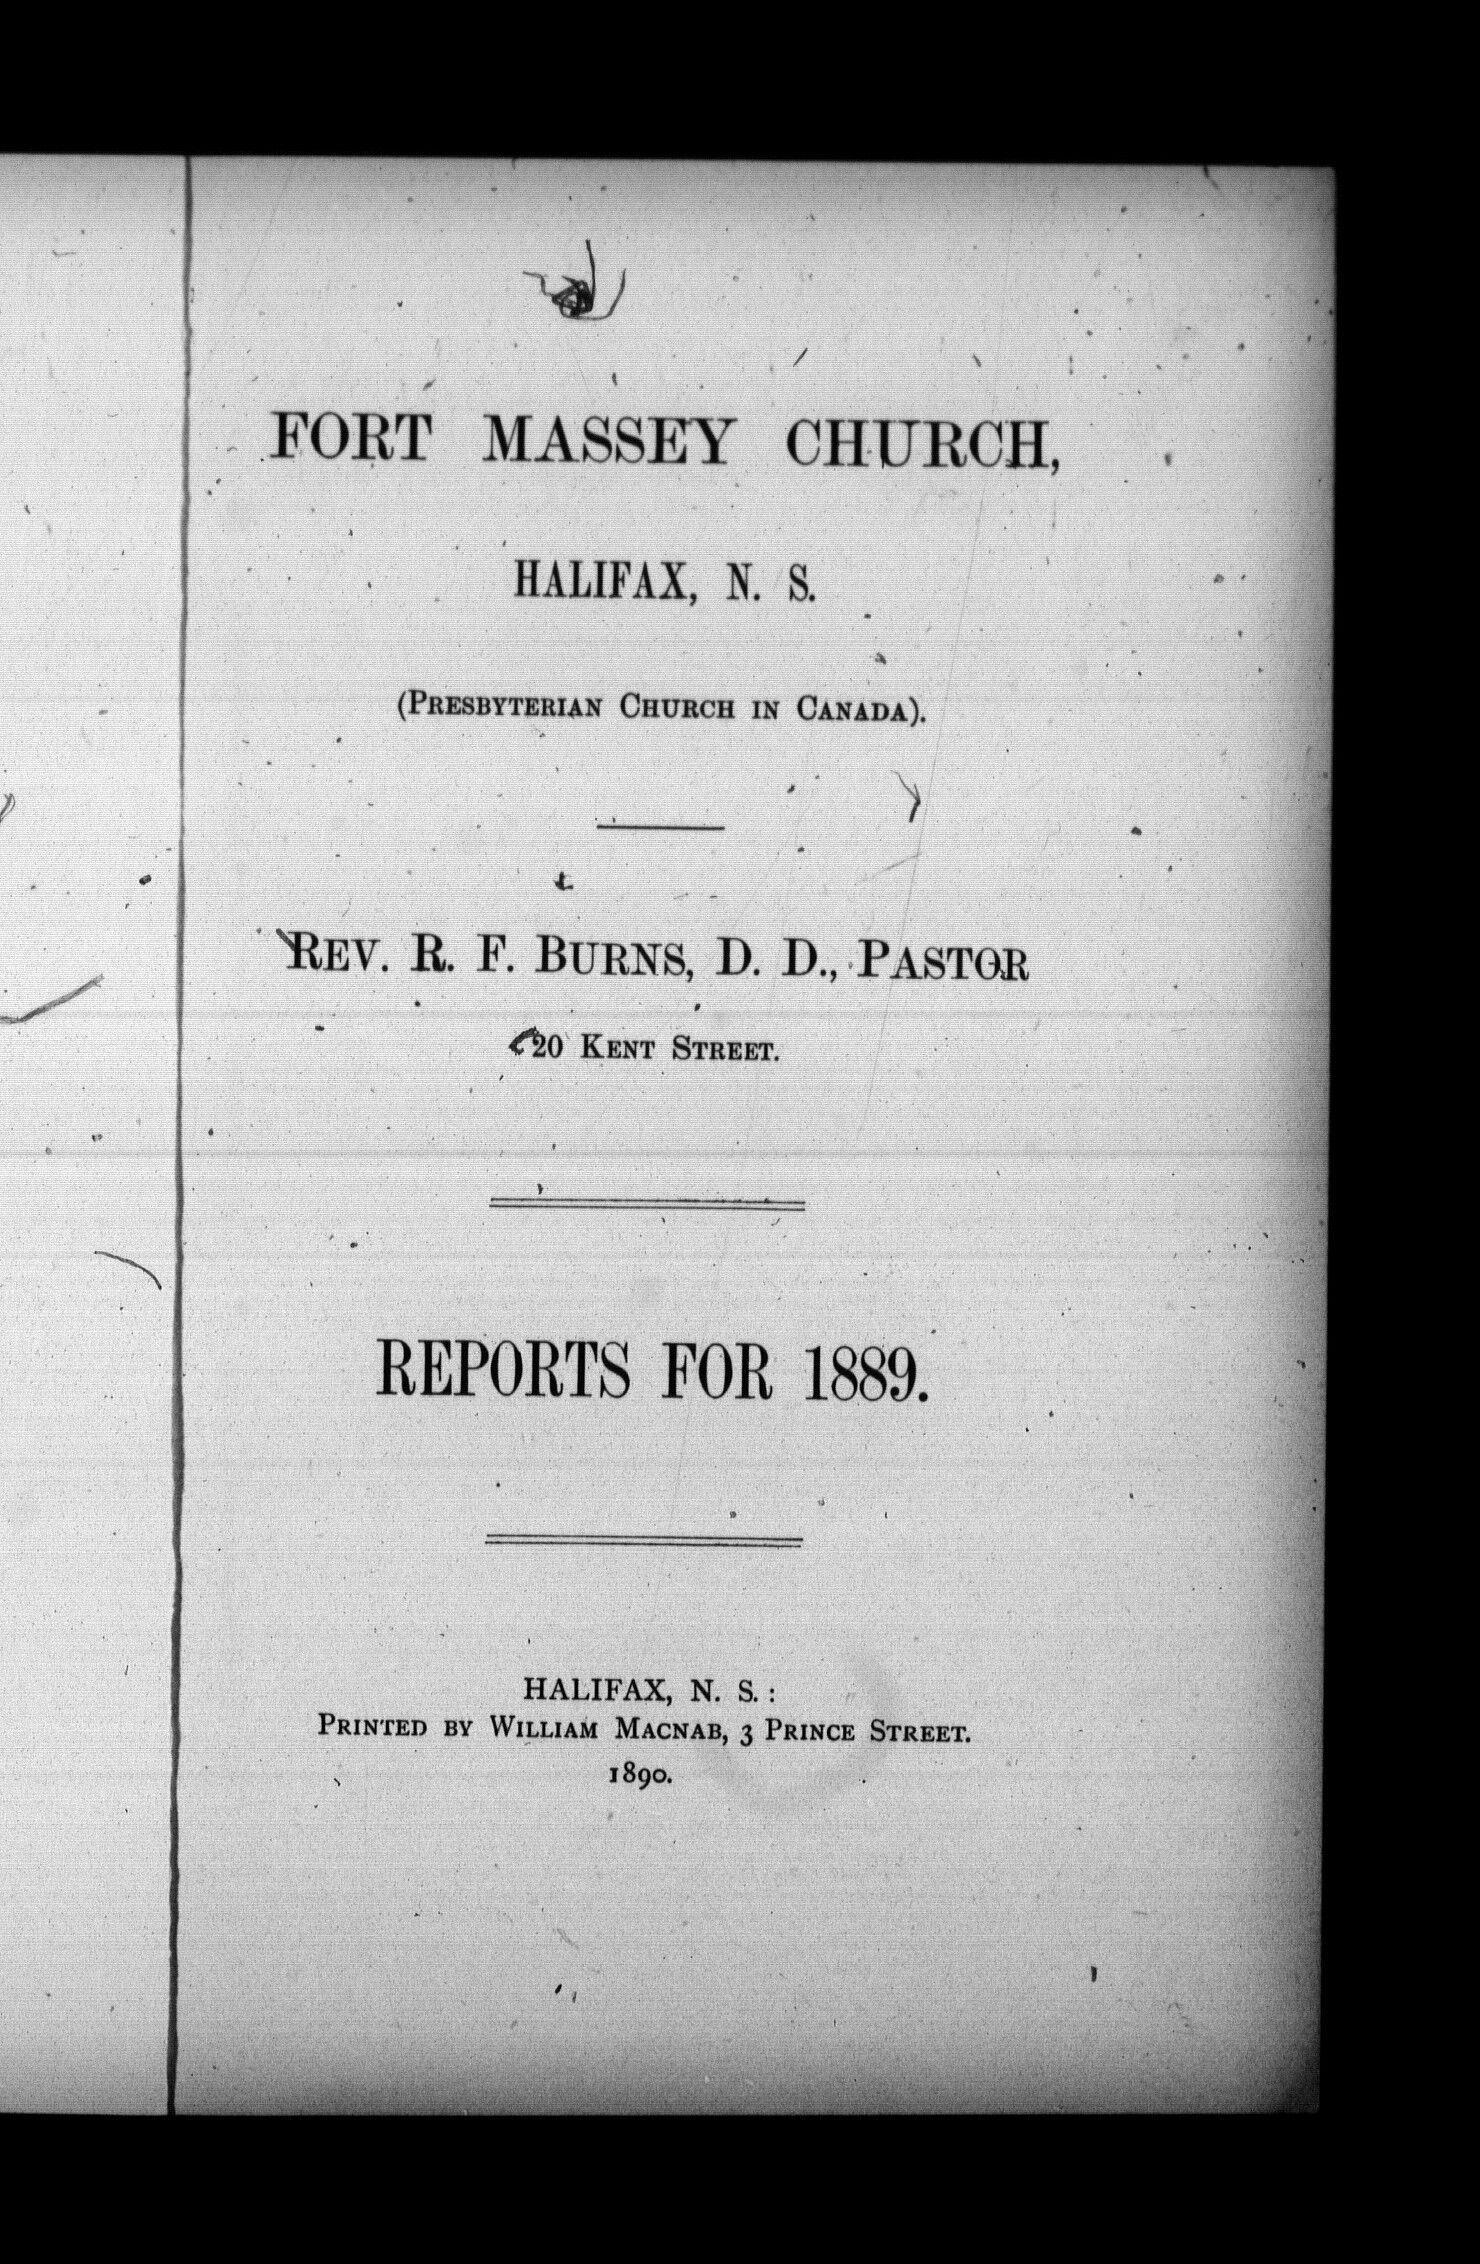 FORT MASSEY CHURCH,
HALIFAX, N. S.
(PRESBYTERIAN CHURCH IN CANADA).
REV. R. F. BURNS, D. D., PASTOR
20 KENT STREET.
REPORTS FOR 1889.
HALIFAX, N. S. :
PRINTED BY WILLIAM MACNAB, 3 PRINCE STREET.
1890.